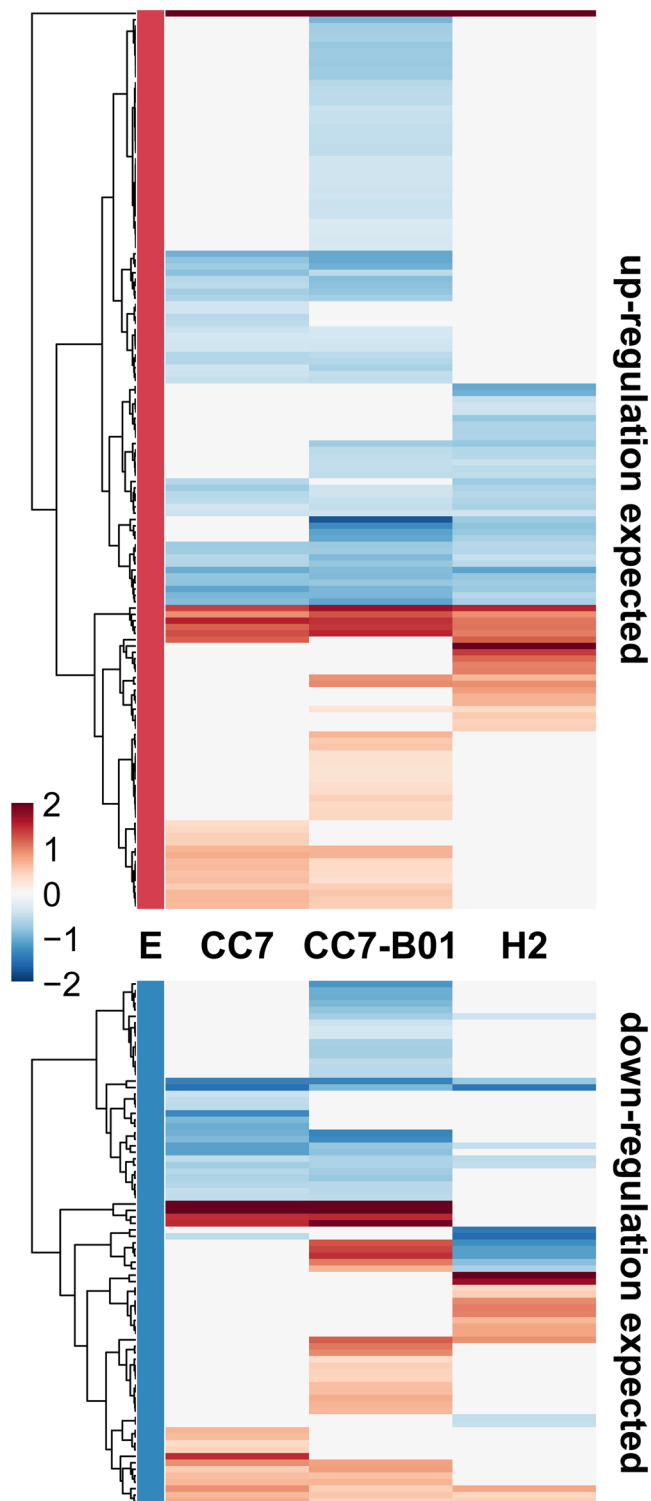 up-regulation expected
2
1
0
−1
−2
E CC7 CC7-B01 H2
down-regulation expected